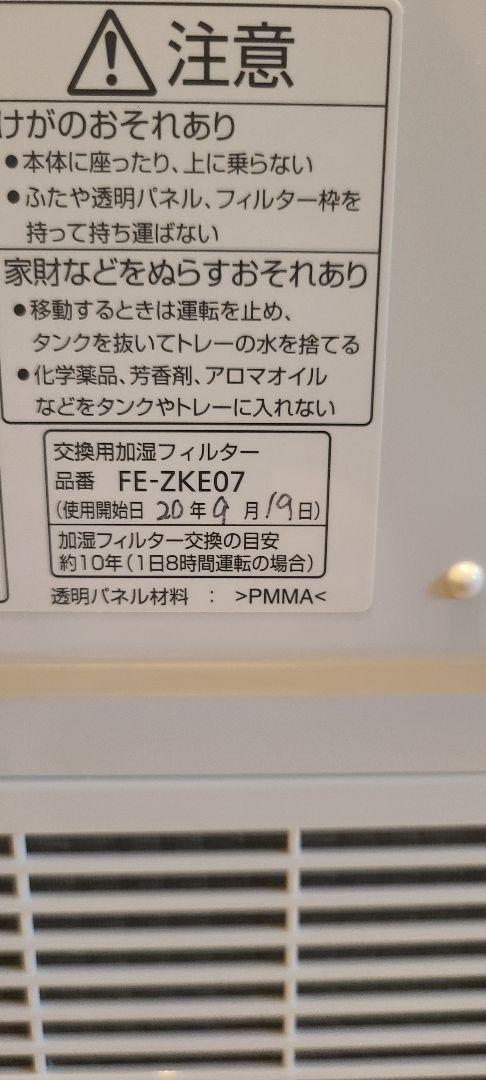 注意
けがのおそれあり
●本体に座ったり、上に乗らない
●ふたや透明パネル、フィルター枠を
持って持ち運ばない
家財などをぬらすおそれあり
●移動するときは運転を止め、
タンクを抜いてトレーの水を捨てる
●化学薬品、芳香剤、アロマオイル
などをタンクやトレーに入れない
交換用加湿フィルター
品番 FE-ZKE07
(使用開始日 20年9月19日)
加湿フィルター交換の目安
約10年(1日8時間運転の場合)
透明パネル材料 : >PMMA<